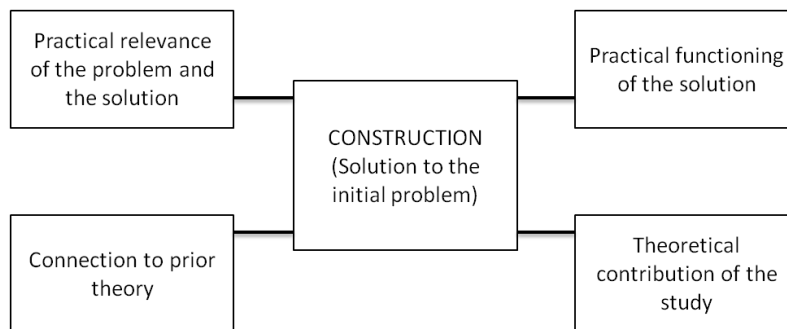 Practical relevance
of the problem and
the solution
Practical functioning
of the solution
CONSTRUCTION
(Solution to the
initial problem)
Connection to prior
theory
Theoretical
contribution of the
study